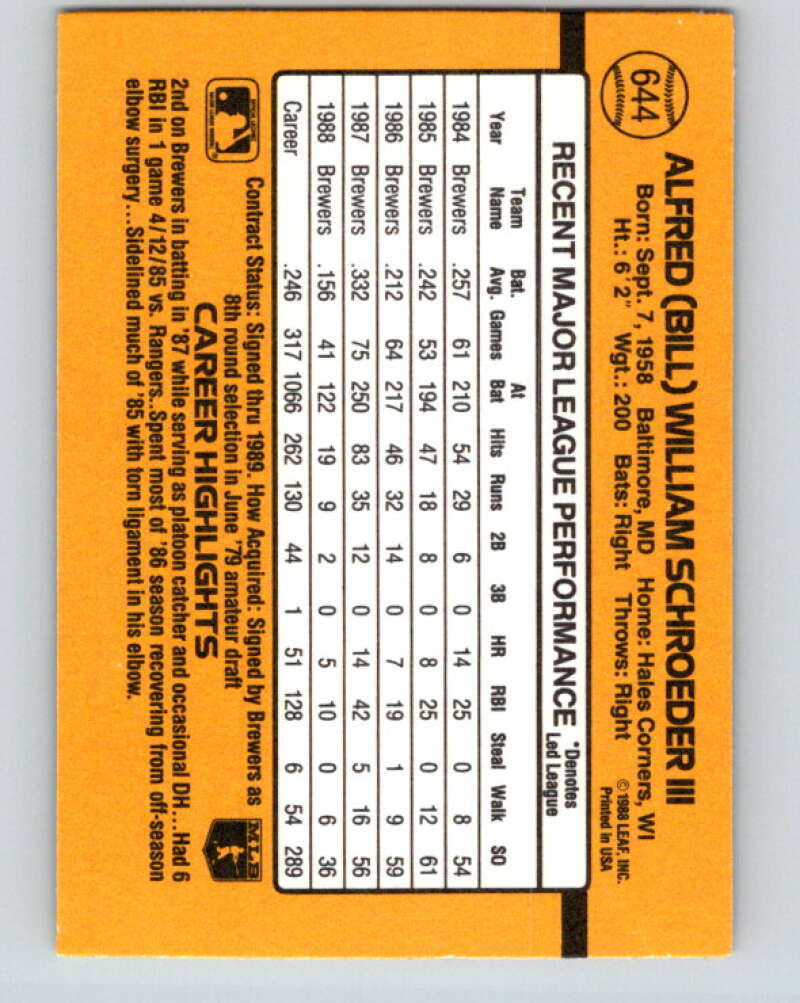 644
ALFRED (BILL) WILLIAM SCHROEDER III
Born: Sept. 7, 1958 Baltimore, MD Home: Hales Corners, WI
Ht.: 6' 2" Wgt.: 200 Bats: Right Throws: Right
© 1988 LEAF, INC.
Printed in USA
RECENT MAJOR LEAGUE PERFORMANCE *Denotes Led League
Year Team Name Bat. Avg. Games At Bat Hits Runs 2B 3B HR RBI Steal Walk SO
1984 Brewers .257 61 210 54 29 6 0 14 25 0 8 54
1985 Brewers .242 53 194 47 18 8 0 8 25 0 12 61
1986 Brewers .212 64 217 46 32 14 0 7 19 1 9 59
1987 Brewers .332 75 250 83 35 12 0 14 42 5 16 56
1988 Brewers .156 41 122 19 9 2 0 5 10 0 6 36
Career .246 317 1066 262 130 44 1 51 128 6 54 289
Contract Status: Signed thru 1989. How Acquired: Signed by Brewers as
8th round selection in June '79 amateur draft
MLB
CAREER HIGHLIGHTS
2nd on Brewers in batting in '87 while serving as platoon catcher and occasional DH...Had 6
RBI in 1 game 4/12/85 vs. Rangers..Spent most of '86 season recovering from off-season
elbow surgery...Sidelined much of '85 with torn ligament in his elbow.